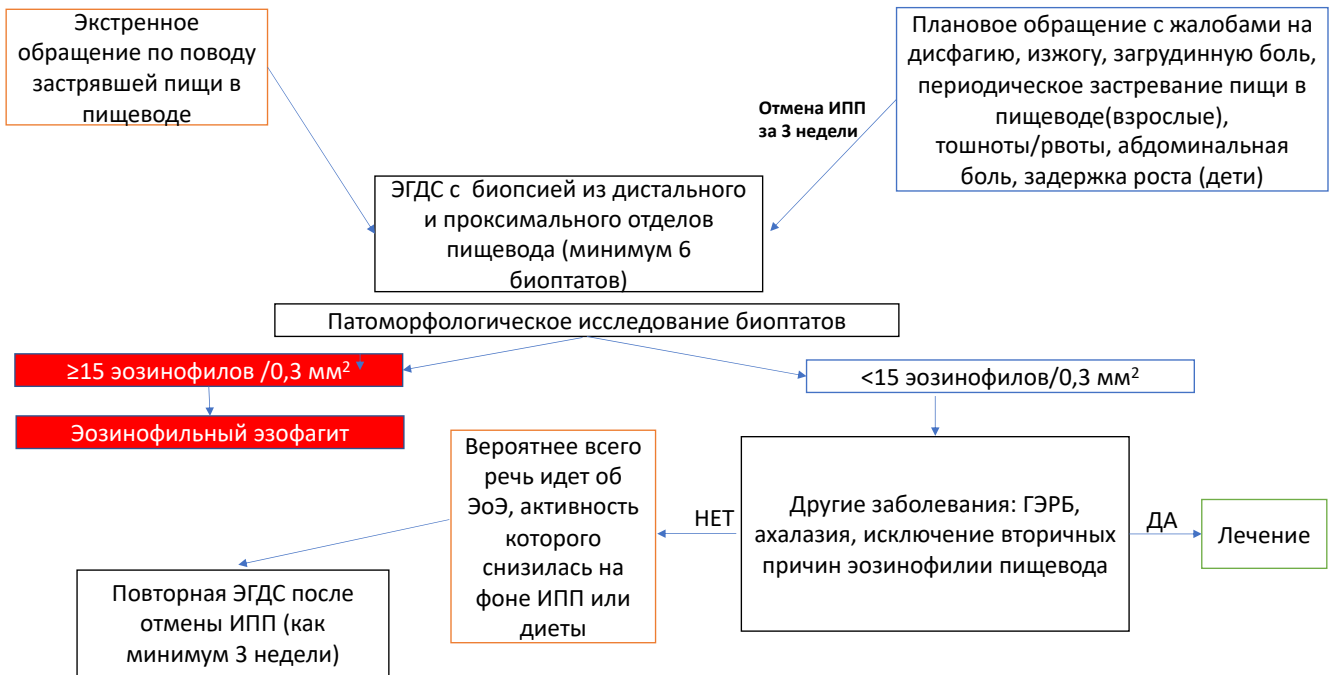 Экстренное
обращение по поводу
застрявшей пищи в
пищеводе
Плановое обращение с жалобами на
дисфагию, изжогу, загрудинную боль,
периодическое застревание пищи в
пищеводе(взрослые),
тошноты/рвоты, абдоминальная
боль, задержка роста (дети)
Отмена ИПП
за 3 недели
ЭГДС с биопсией из дистального
и проксимального отделов
пищевода (минимум 6
биоптатов)
Патоморфологическое исследование биоптатов
≥15 эозинофилов /0,3 мм²
<15 эозинофилов/0,3 мм²
Эозинофильный эзофагит
Вероятнее всего
речь идет об
ЭоЭ, активность
которого
снизилась на
фоне ИПП или
диеты
НЕТ
Другие заболевания: ГЭРБ,
ахалазия, исключение вторичных
причин эозинофилии пищевода
ДА
Лечение
Повторная ЭГДС после
отмены ИПП (как
минимум 3 недели)